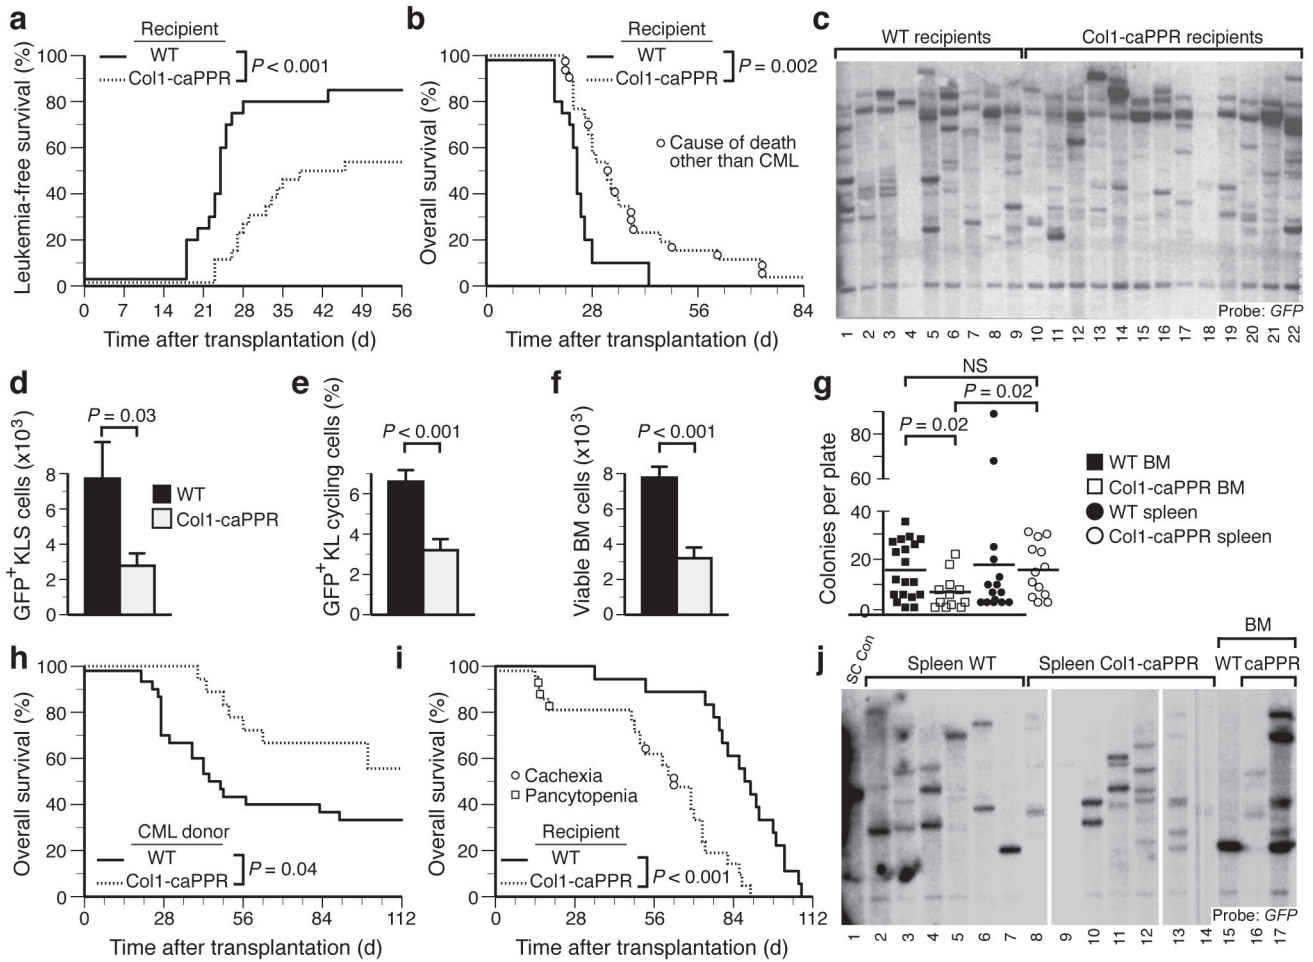 a
Recipient
WT
Col1-caPPR
P < 0.001
Leukemia-free survival (%)
100
80
60
40
20
0
0 7 14 21 28 35 42 49 56
Time after transplantation (d)
b
Recipient
WT
Col1-caPPR
P = 0.002
Cause of death
other than CML
Overall survival (%)
100
80
60
40
20
0
0 28 56 84
Time after transplantation (d)
c
WT recipients
Col1-caPPR recipients
Probe: GFP
1 2 3 4 5 6 7 8 9 10 11 12 13 14 15 16 17 18 19 20 21 22
d
P = 0.03
GFP+ KLS cells (x10³)
8
6
4
2
0
WT
Col1-caPPR
e
P < 0.001
GFP+ KL cycling cells (%)
6
4
2
0
f
P < 0.001
Viable BM cells (x10³)
8
6
4
2
0
g
NS
P = 0.02
P = 0.02
Colonies per plate
80
60
40
20
0
WT BM
Col1-caPPR BM
WT spleen
Col1-caPPR spleen
h
Overall survival (%)
100
80
60
40
20
0
CML donor
WT
Col1-caPPR
P = 0.04
0 28 56 84 112
Time after transplantation (d)
i
Overall survival (%)
100
80
60
40
20
0
Cachexia
Pancytopenia
Recipient
WT
Col1-caPPR
P < 0.001
0 28 56 84 112
Time after transplantation (d)
j
BM
SC Con
Spleen WT
Spleen Col1-caPPR
WT caPPR
Probe: GFP
1 2 3 4 5 6 7 8 9 10 11 12 13 14 15 16 17